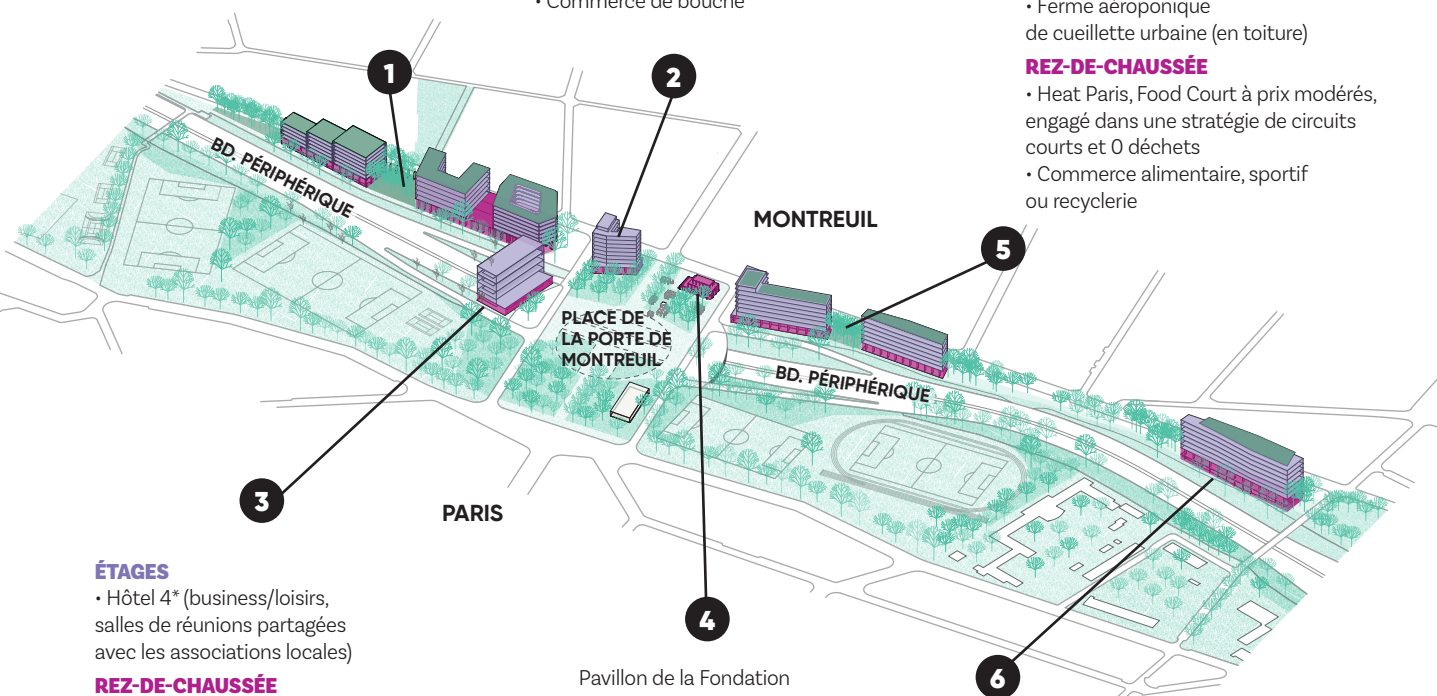 • Commerce de bouche
• Ferme aéroponique
de cueillette urbaine (en toiture)
REZ-DE-CHAUSSÉE
• Heat Paris, Food Court à prix modérés,
engagé dans une stratégie de circuits
courts et 0 déchets
• Commerce alimentaire, sportif
ou recyclerie
1
2
BD. PÉRIPHÉRIQUE
MONTREUIL
5
PLACE DE
LA PORTE DE
MONTREUIL
BD. PÉRIPHÉRIQUE
3
PARIS
ÉTAGES
• Hôtel 4* (business/loisirs,
salles de réunions partagées
avec les associations locales)
REZ-DE-CHAUSSÉE
4
Pavillon de la Fondation
6